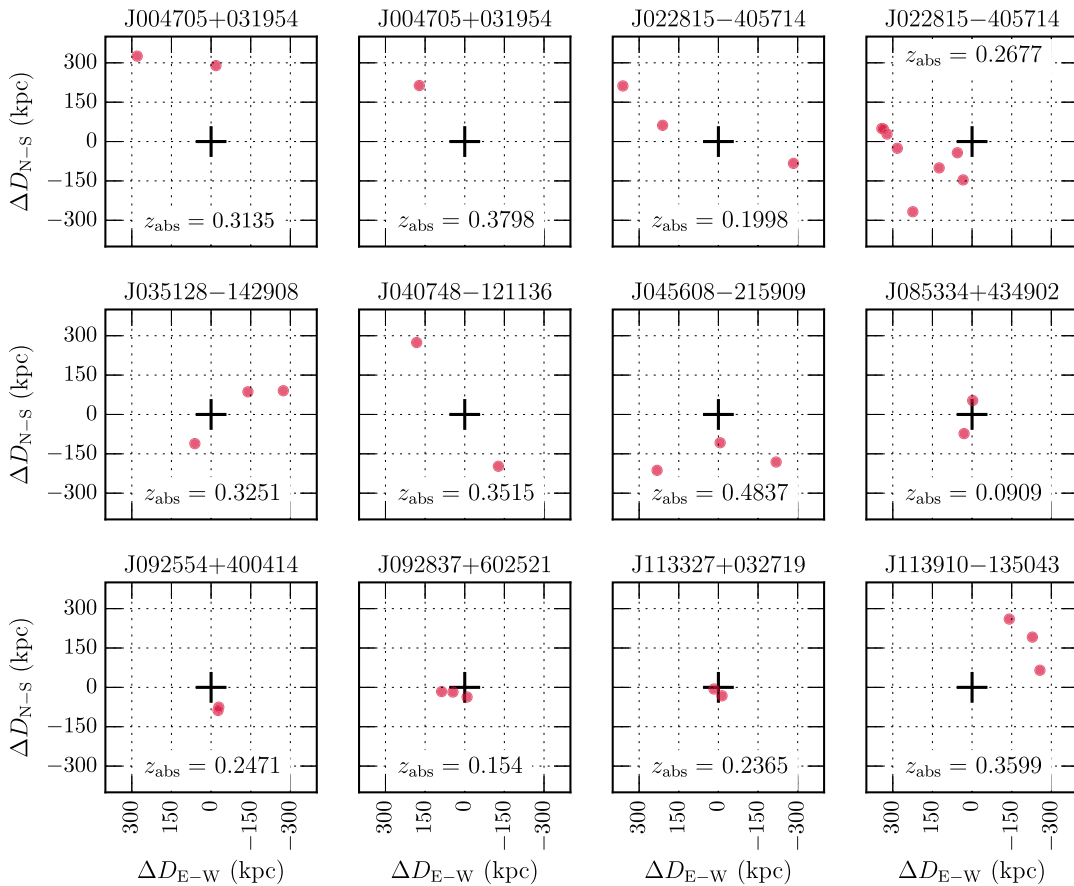 J004705+031954 J004705+031954 J022815−405714 J022815−405714
z_abs = 0.2677
300
150
0
−150
−300
ΔD_N−S (kpc)
z_abs = 0.3135 z_abs = 0.3798 z_abs = 0.1998
J035128−142908 J040748−121136 J045608−215909 J085334+434902
300
150
0
−150
−300
ΔD_N−S (kpc)
z_abs = 0.3251 z_abs = 0.3515 z_abs = 0.4837 z_abs = 0.0909
J092554+400414 J092837+602521 J113327+032719 J113910−135043
300
150
0
−150
−300
ΔD_N−S (kpc)
z_abs = 0.2471 z_abs = 0.154 z_abs = 0.2365 z_abs = 0.3599
300 150 0 −150 −300 300 150 0 −150 −300 300 150 0 −150 −300 300 150 0 −150 −300
ΔD_E−W (kpc) ΔD_E−W (kpc) ΔD_E−W (kpc) ΔD_E−W (kpc)